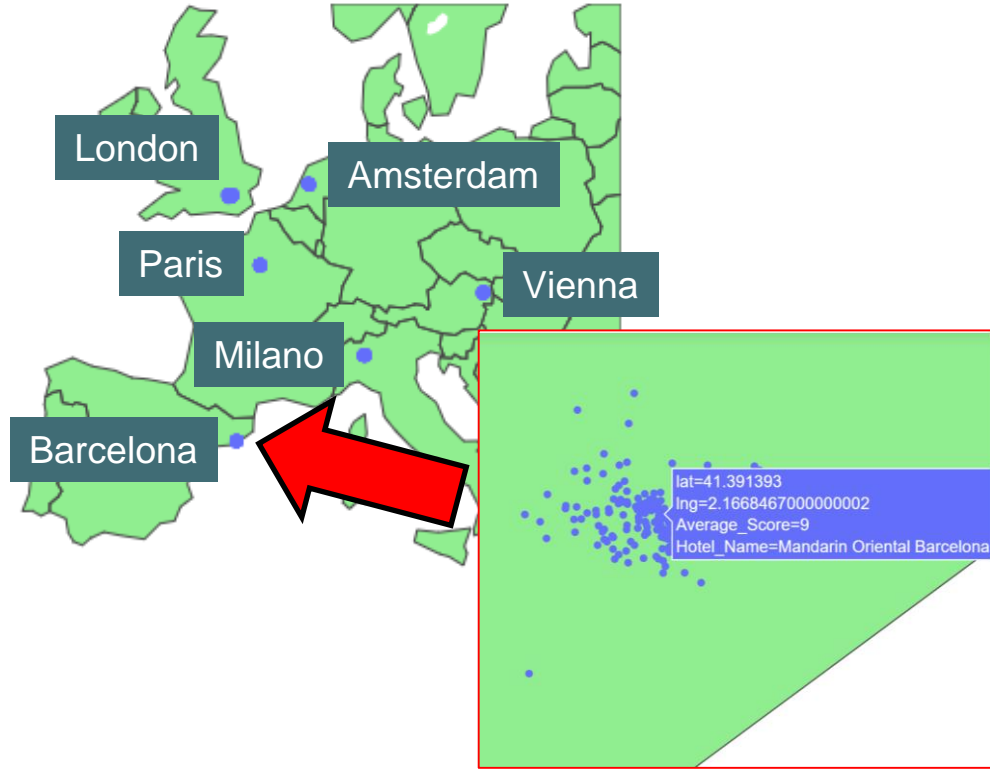 London
Amsterdam
Paris
Vienna
Milano
Barcelona
lat=41.391393
lng=2.1668467000000002
Average_Score=9
Hotel_Name=Mandarin Oriental Barcelona